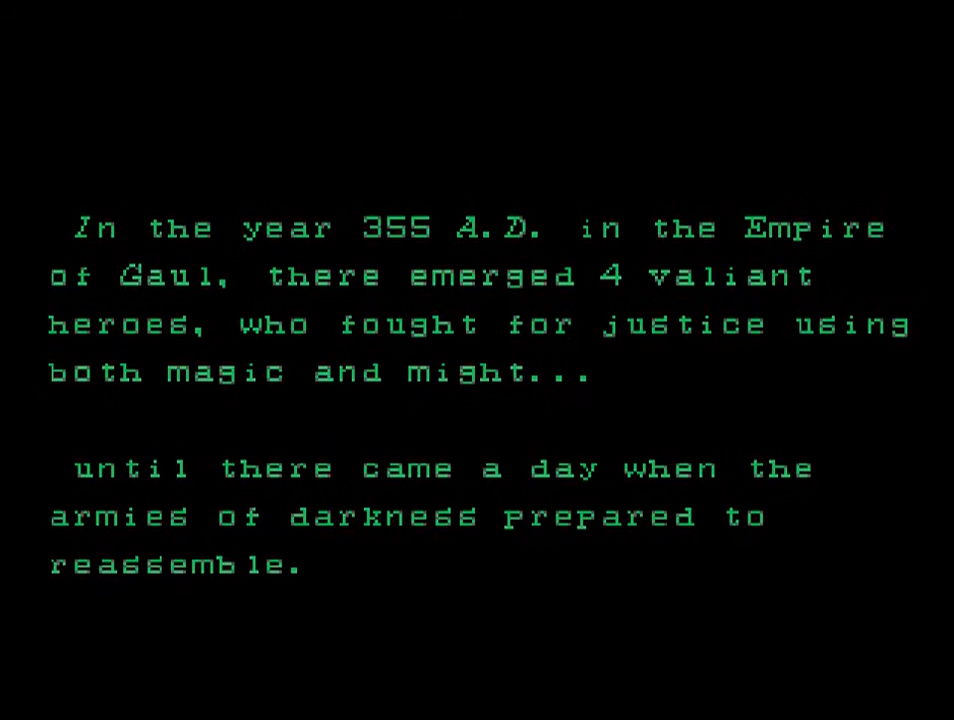 In the year 355 A.D. in the Empire
of Gaul, there emerged 4 valiant
heroes, who fought for justice using
both magic and might...
until there came a day when the
armies of darkness prepared to
reassemble.